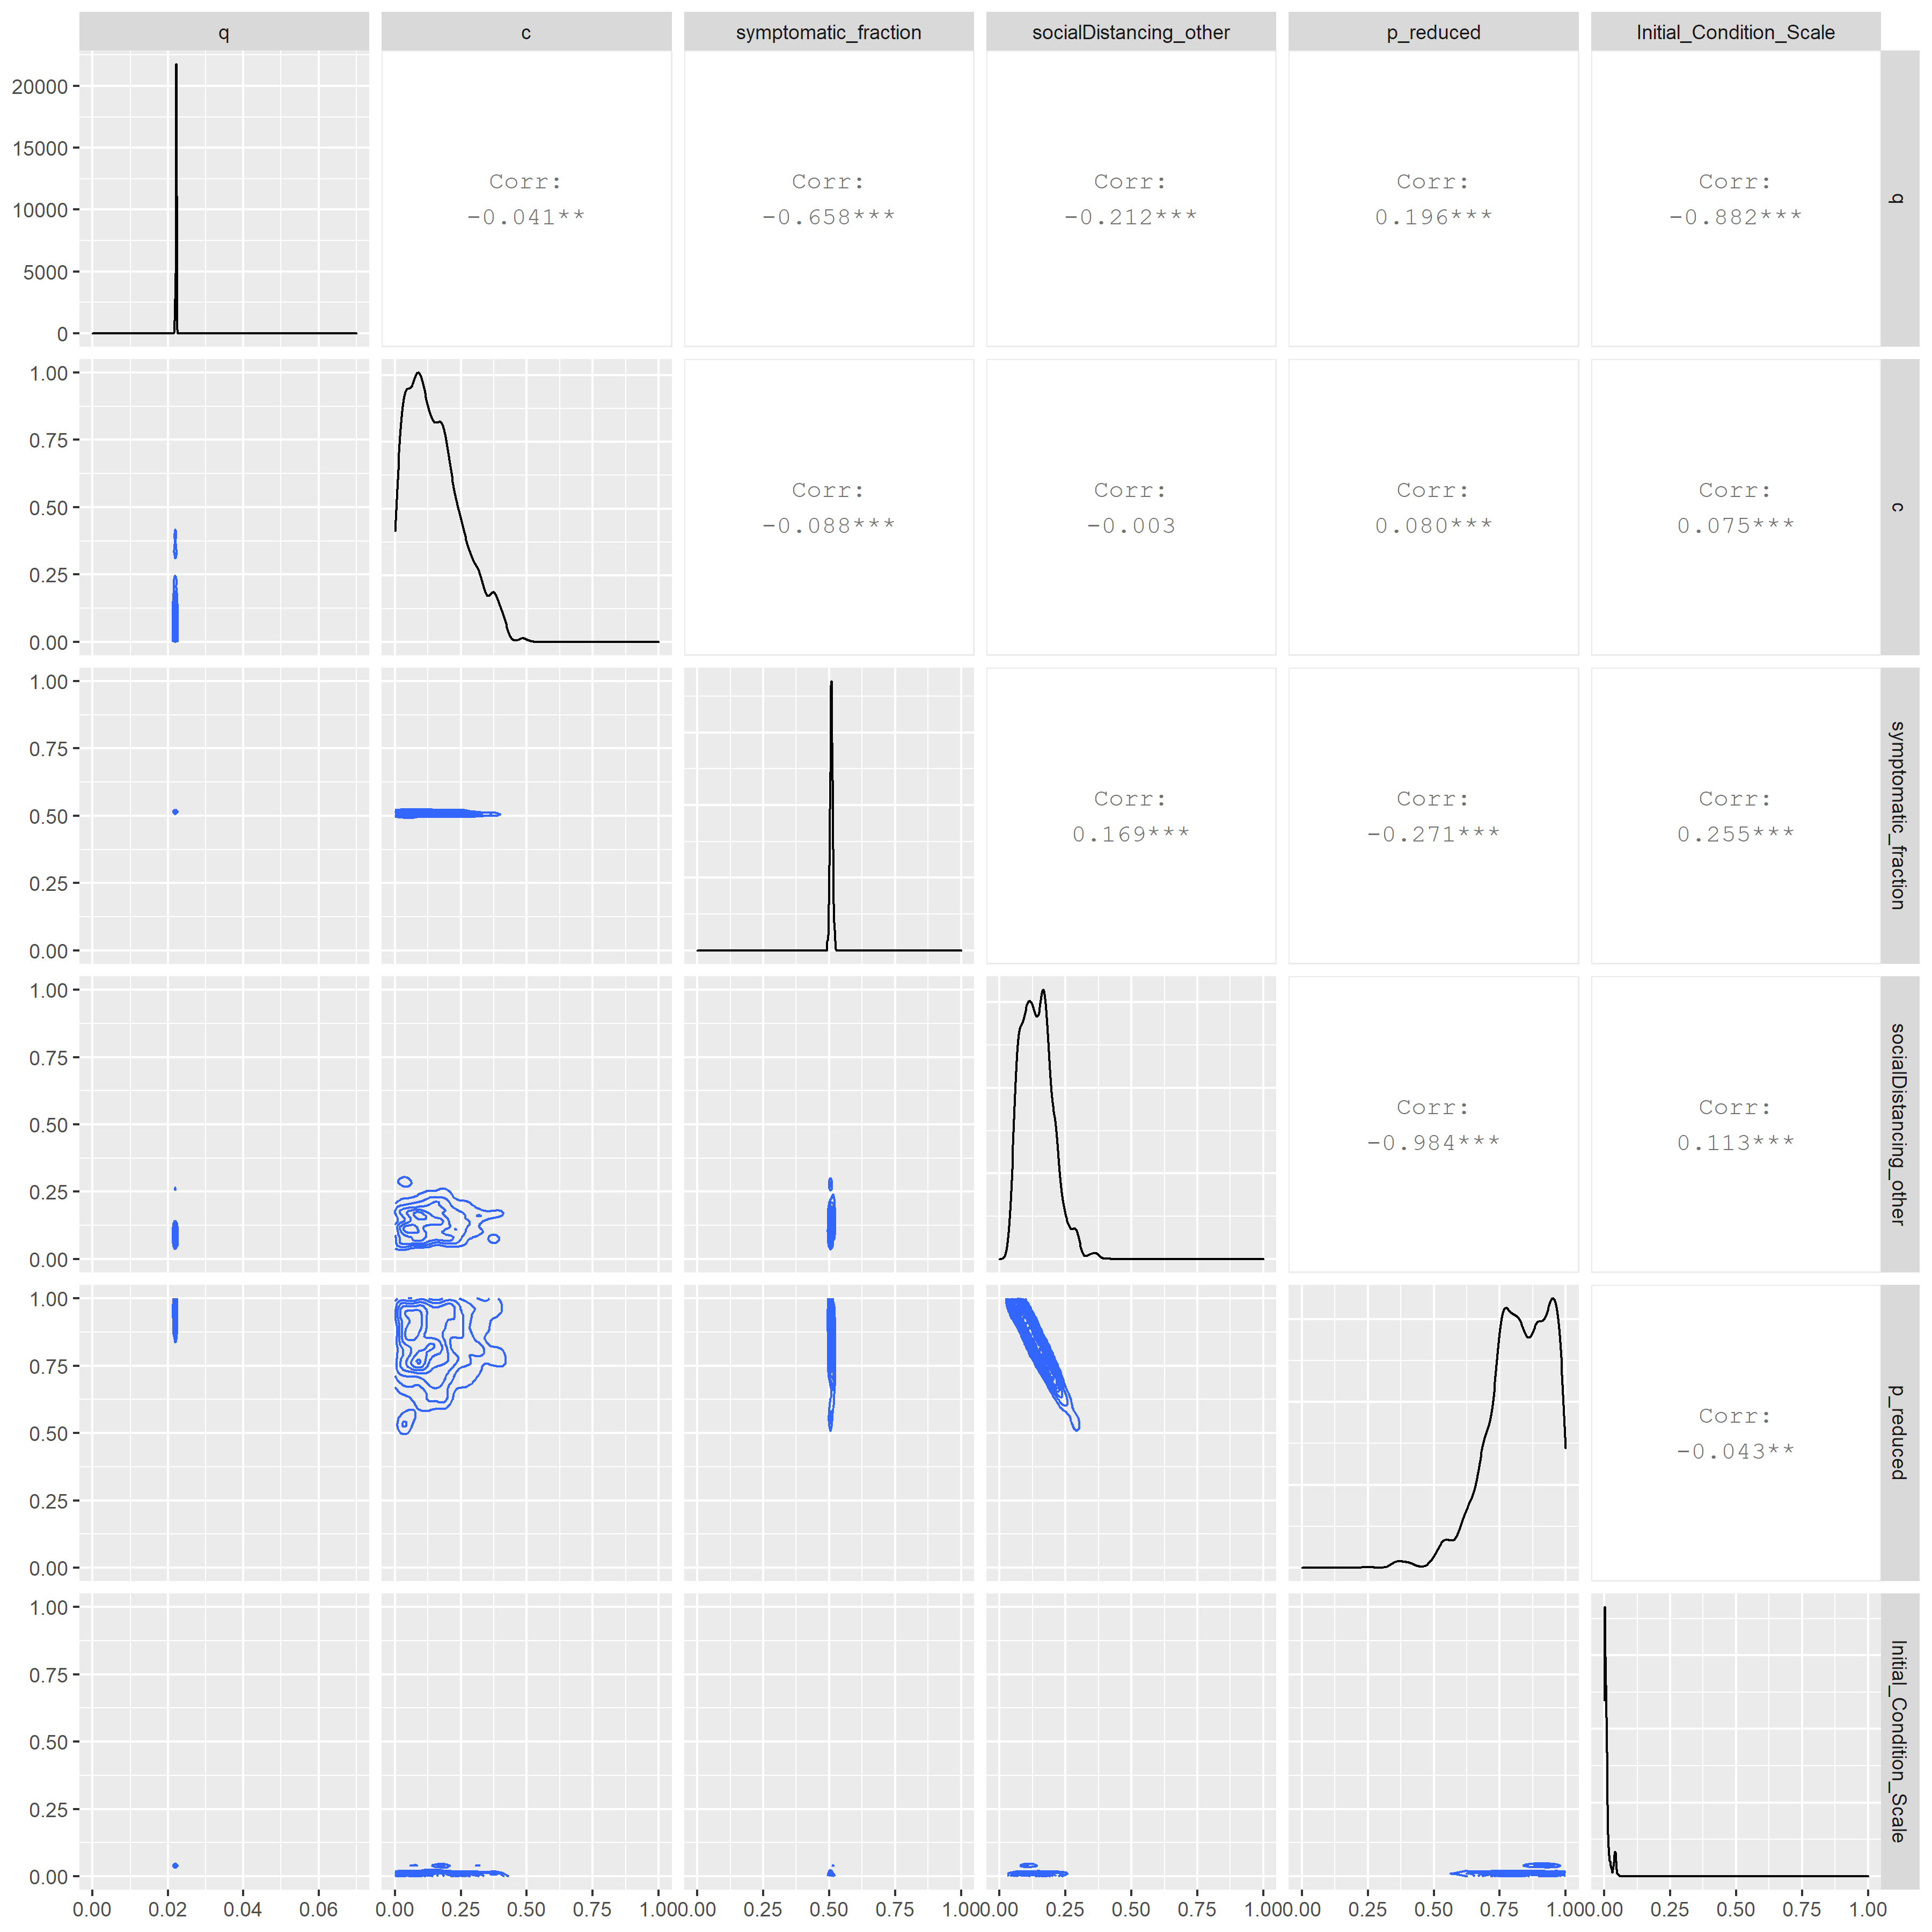 q c symptomatic_fraction socialDistancing_other p_reduced Initial_Condition_Scale
20000
15000
10000
5000
0
Corr: Corr: Corr: Corr: Corr:
-0.041** -0.658*** -0.212*** 0.196*** -0.882***
q
1.00
0.75
0.50
0.25
0.00
Corr: Corr: Corr: Corr:
-0.088*** -0.003 0.080*** 0.075***
c
1.00
0.75
0.50
0.25
0.00
Corr: Corr: Corr:
0.169*** -0.271*** 0.255***
symptomatic_fraction
1.00
0.75
0.50
0.25
0.00
Corr: Corr:
-0.984*** 0.113***
socialDistancing_other
1.00
0.75
0.50
0.25
0.00
Corr:
-0.043**
p_reduced
1.00
0.75
0.50
0.25
0.00
Initial_Condition_Scale
0.00 0.02 0.04 0.06 0.00 0.25 0.50 0.75 1.00 0.00 0.25 0.50 0.75 1.00 0.00 0.25 0.50 0.75 1.00 0.00 0.25 0.50 0.75 1.00 0.00 0.25 0.50 0.75 1.00